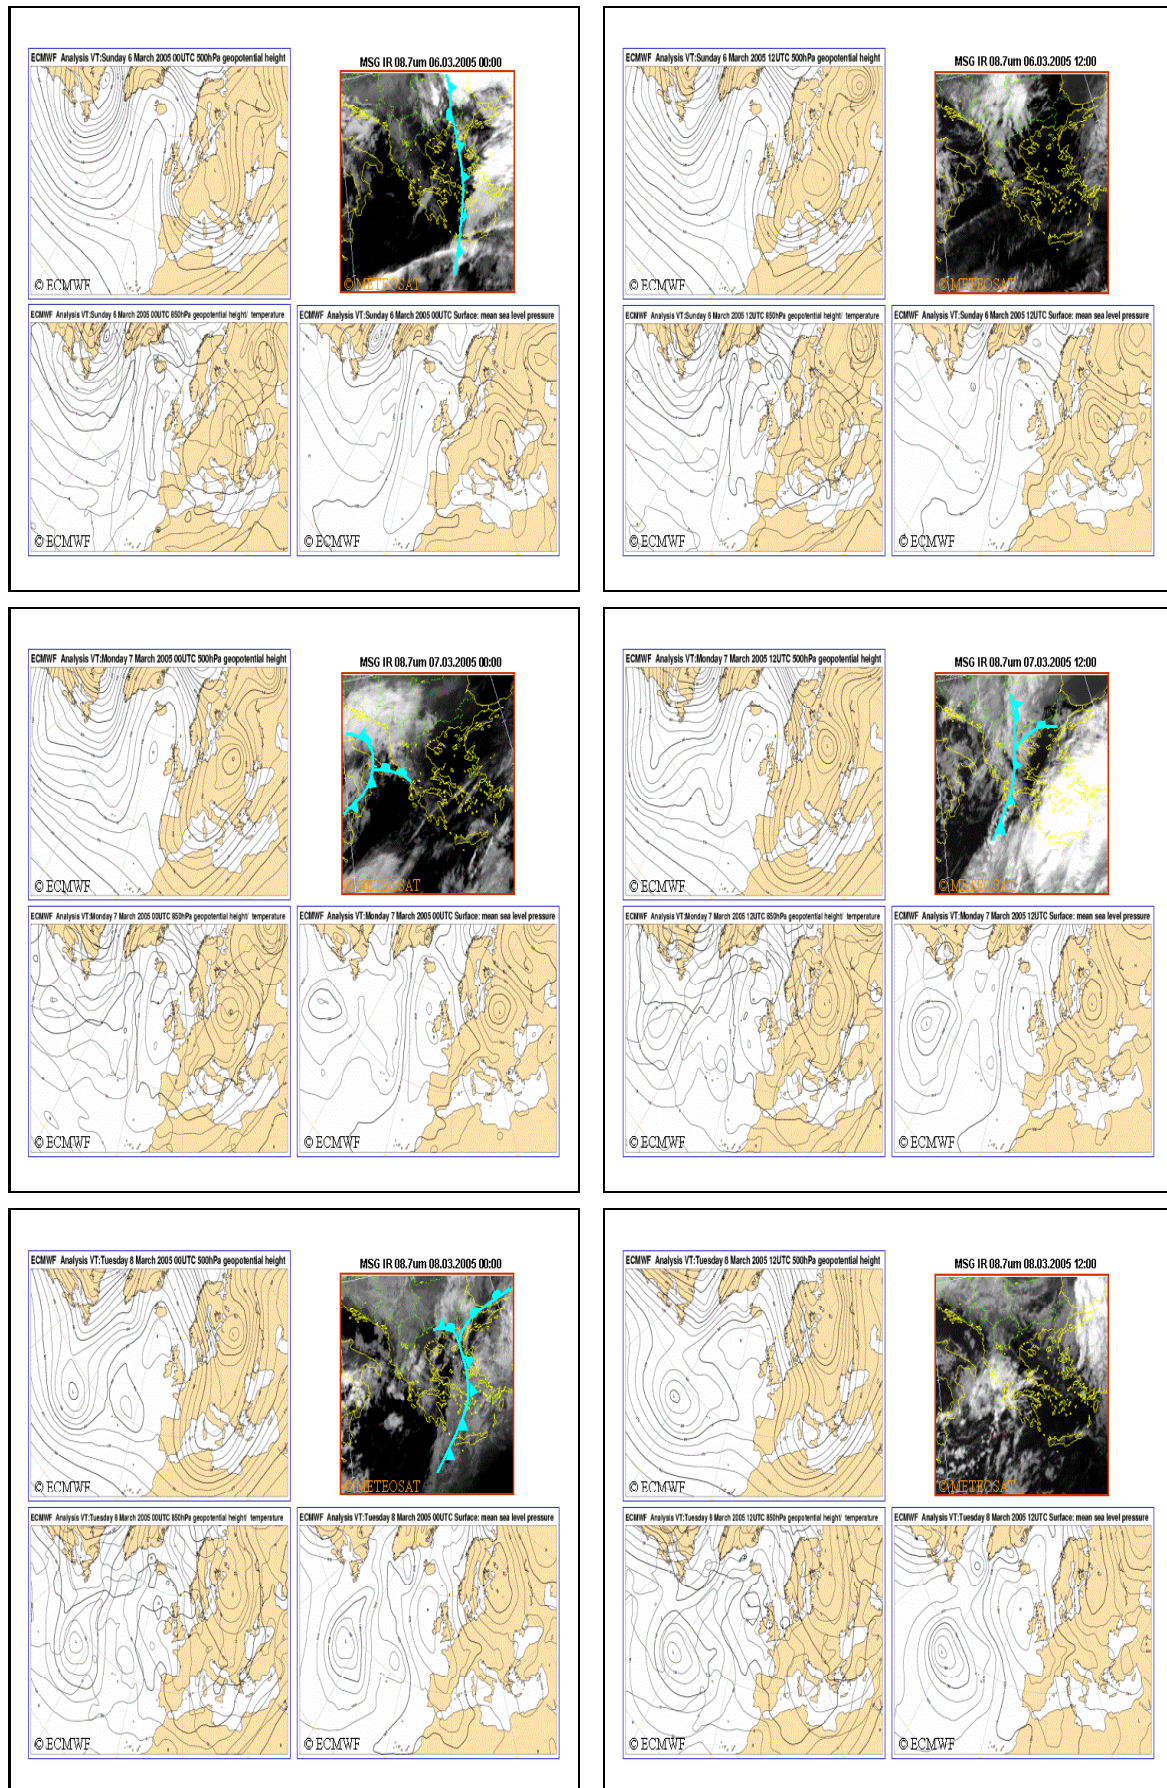 ECMWF Analysis VT:Sunday 6 March 2005 00UTC 500hPa geopotential height
MSG IR 08.7um 06.03.2005 00:00
© ECMWF
© METEOSAT
ECMWF Analysis VT:Sunday 6 March 2005 00UTC 850hPa geopotential height/ temperature
ECMWF Analysis VT:Sunday 6 March 2005 00UTC Surface: mean sea level pressure
© ECMWF
© ECMWF
ECMWF Analysis VT:Sunday 6 March 2005 12UTC 500hPa geopotential height
MSG IR 08.7um 06.03.2005 12:00
© ECMWF
© METEOSAT
ECMWF Analysis VT:Sunday 6 March 2005 12UTC 850hPa geopotential height/ temperature
ECMWF Analysis VT:Sunday 6 March 2005 12UTC Surface: mean sea level pressure
© ECMWF
© ECMWF
ECMWF Analysis VT:Monday 7 March 2005 00UTC 500hPa geopotential height
MSG IR 08.7um 07.03.2005 00:00
© ECMWF
© METEOSAT
ECMWF Analysis VT:Monday 7 March 2005 00UTC 850hPa geopotential height/ temperature
ECMWF Analysis VT:Monday 7 March 2005 00UTC Surface: mean sea level pressure
© ECMWF
© ECMWF
ECMWF Analysis VT:Monday 7 March 2005 12UTC 500hPa geopotential height
MSG IR 08.7um 07.03.2005 12:00
© ECMWF
© METEOSAT
ECMWF Analysis VT:Monday 7 March 2005 12UTC 850hPa geopotential height/ temperature
ECMWF Analysis VT:Monday 7 March 2005 12UTC Surface: mean sea level pressure
© ECMWF
© ECMWF
ECMWF Analysis VT:Tuesday 8 March 2005 00UTC 500hPa geopotential height
MSG IR 08.7um 08.03.2005 00:00
© ECMWF
© METEOSAT
ECMWF Analysis VT:Tuesday 8 March 2005 00UTC 850hPa geopotential height/ temperature
ECMWF Analysis VT:Tuesday 8 March 2005 00UTC Surface: mean sea level pressure
© ECMWF
© ECMWF
ECMWF Analysis VT:Tuesday 8 March 2005 12UTC 500hPa geopotential height
MSG IR 08.7um 08.03.2005 12:00
© ECMWF
© METEOSAT
ECMWF Analysis VT:Tuesday 8 March 2005 12UTC 850hPa geopotential height/ temperature
ECMWF Analysis VT:Tuesday 8 March 2005 12UTC Surface: mean sea level pressure
© ECMWF
© ECMWF